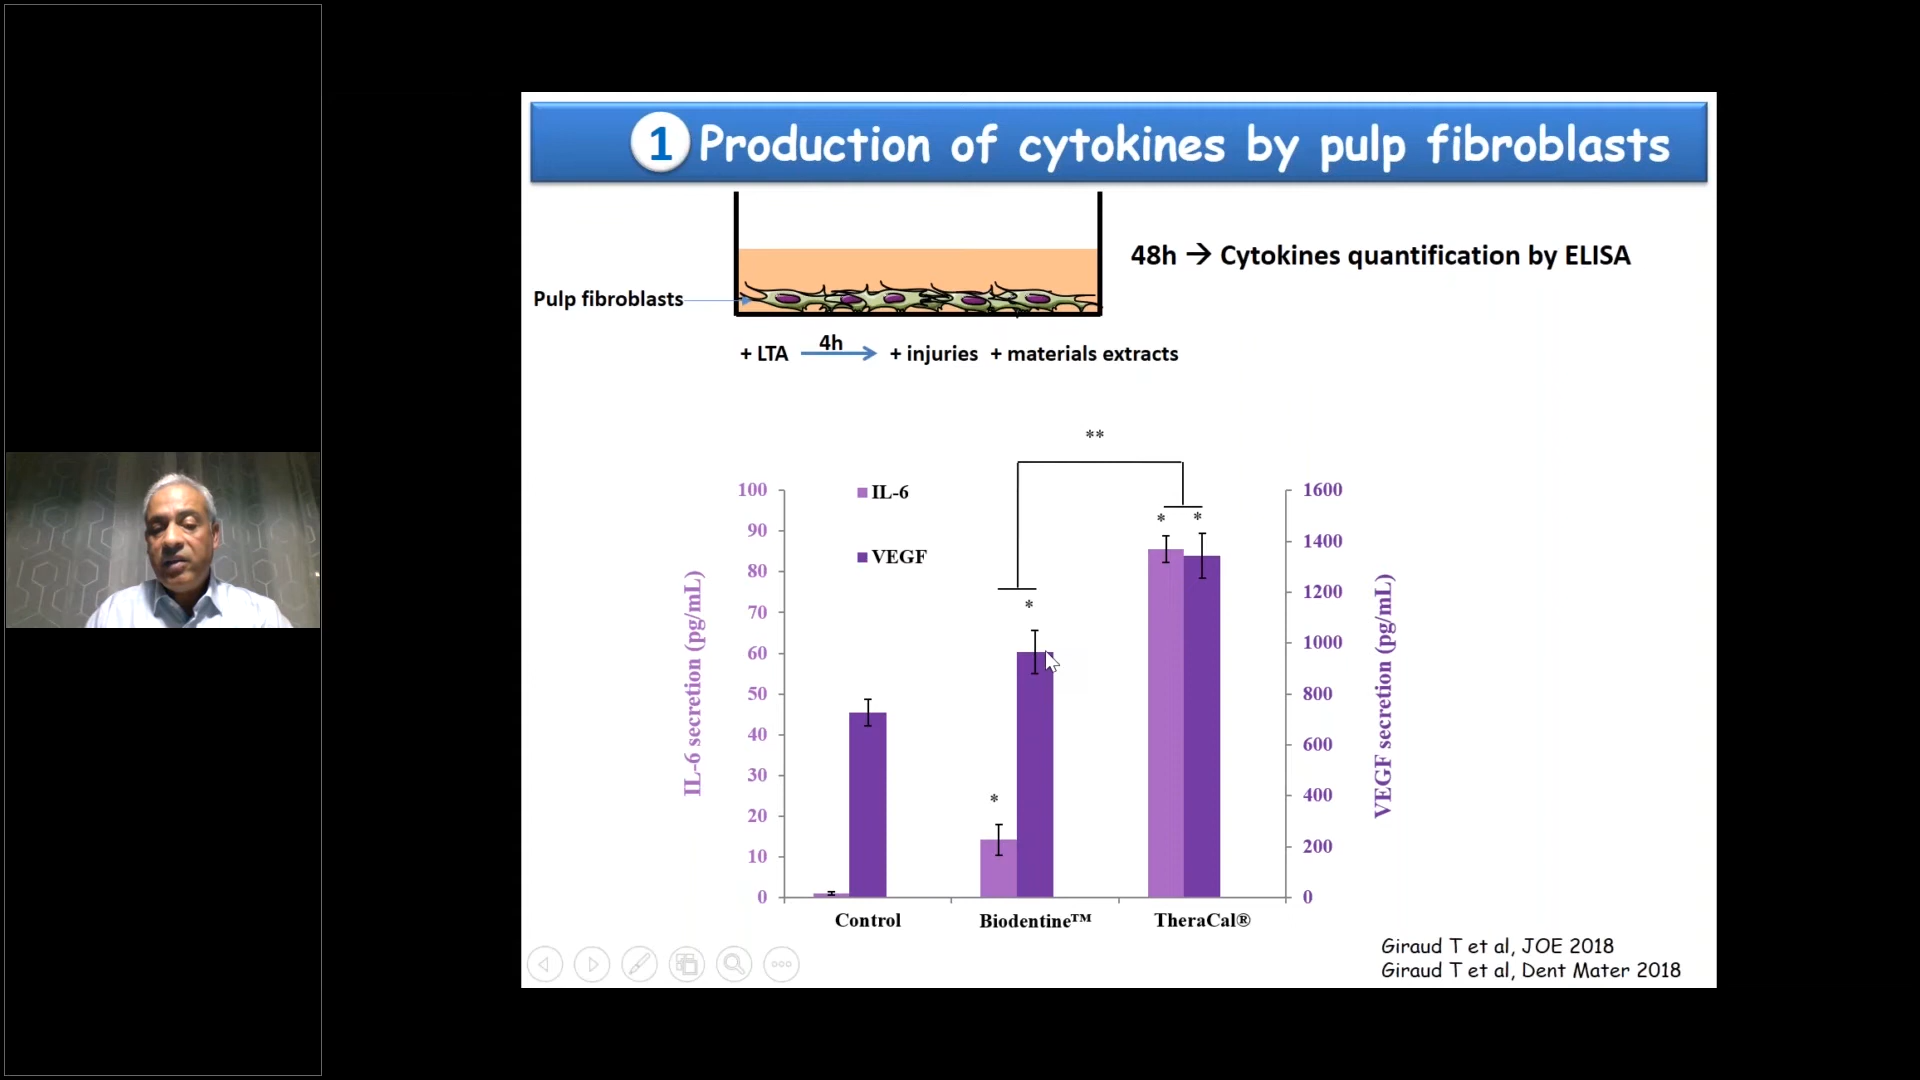 1 Production of cytokines by pulp fibroblasts
48h → Cytokines quantification by ELISA
Pulp fibroblasts
4h
+ LTA + injuries + materials extracts
**
100
90
80
70
60
50
40
30
20
10
0
IL-6 secretion (pg/mL)
IL-6
VEGF
* *
*
*
1600
1400
1200
1000
800
600
400
200
0
VEGF secretion (pg/mL)
Control Biodentine™ TheraCal®
Giraud T et al, JOE 2018
Giraud T et al, Dent Mater 2018